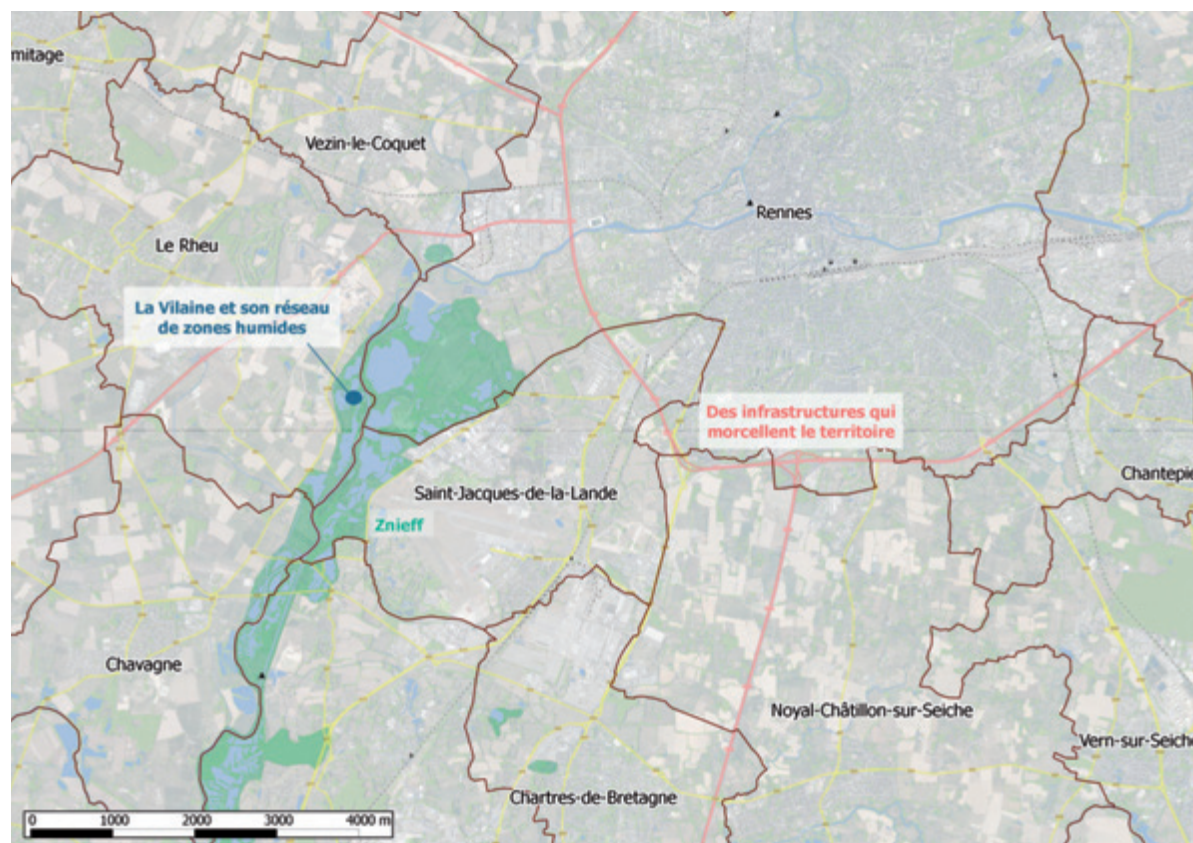 mitage
Vezin-le-Coquet
Rennes
Le Rheu
La Vilaine et son réseau
de zones humides
Des infrastructures qui
morcellent le territoire
Chantepie
Saint-Jacques-de-la-Lande
Znieff
Chavagne
Noyal-Châtillon-sur-Seiche
Vern-sur-Seich
Chartres-de-Bretagne
0 1000 2000 3000 4000 m